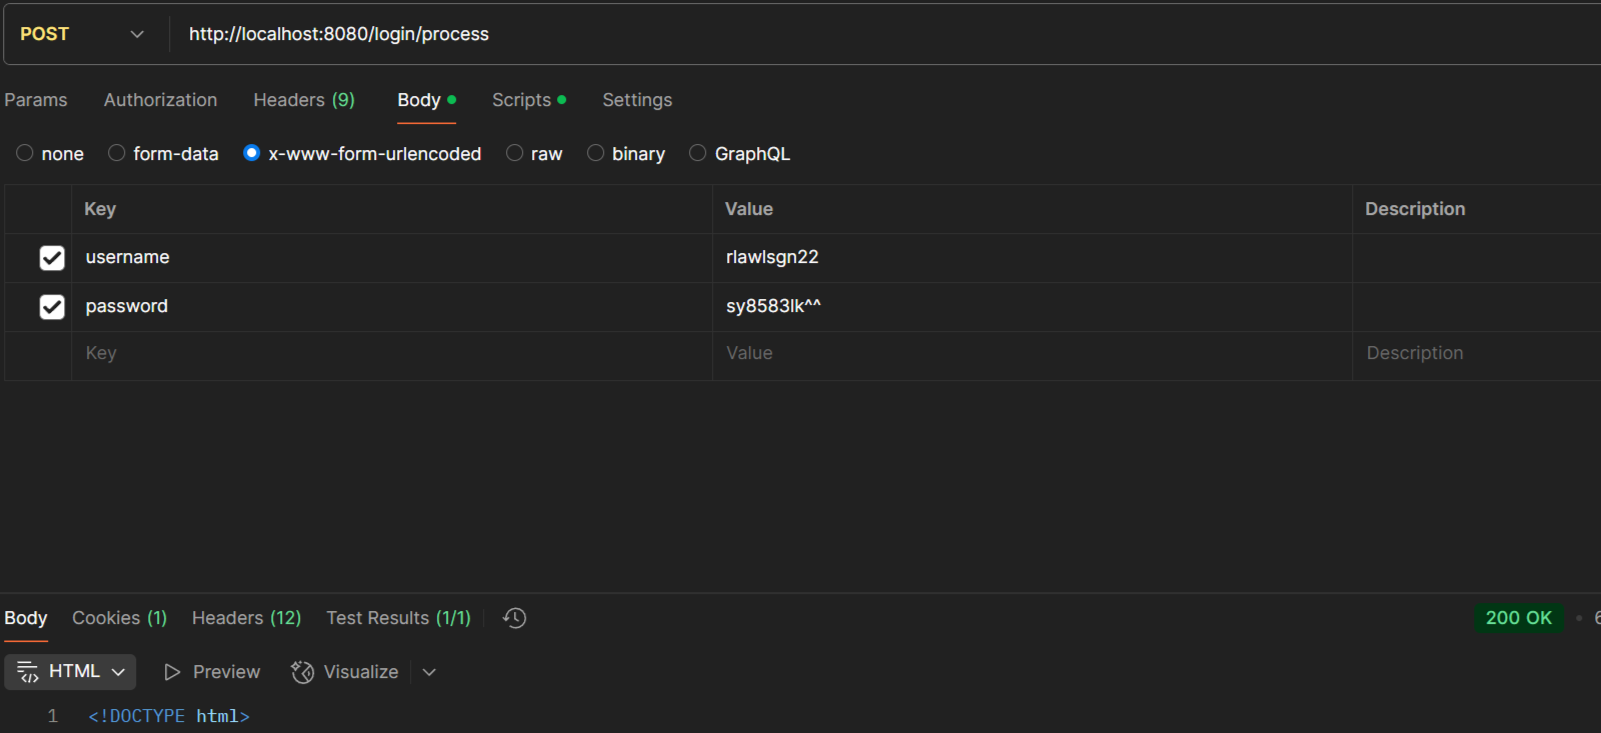 POST http://localhost:8080/login/process
Params Authorization Headers (9) Body Scripts Settings
none form-data x-www-form-urlencoded raw binary GraphQL
Key Value Description
username rlawlsgn22
password sy8583lk^^
Key Value Description
Body Cookies (1) Headers (12) Test Results (1/1) 200 OK
HTML Preview Visualize
1 <!DOCTYPE html>